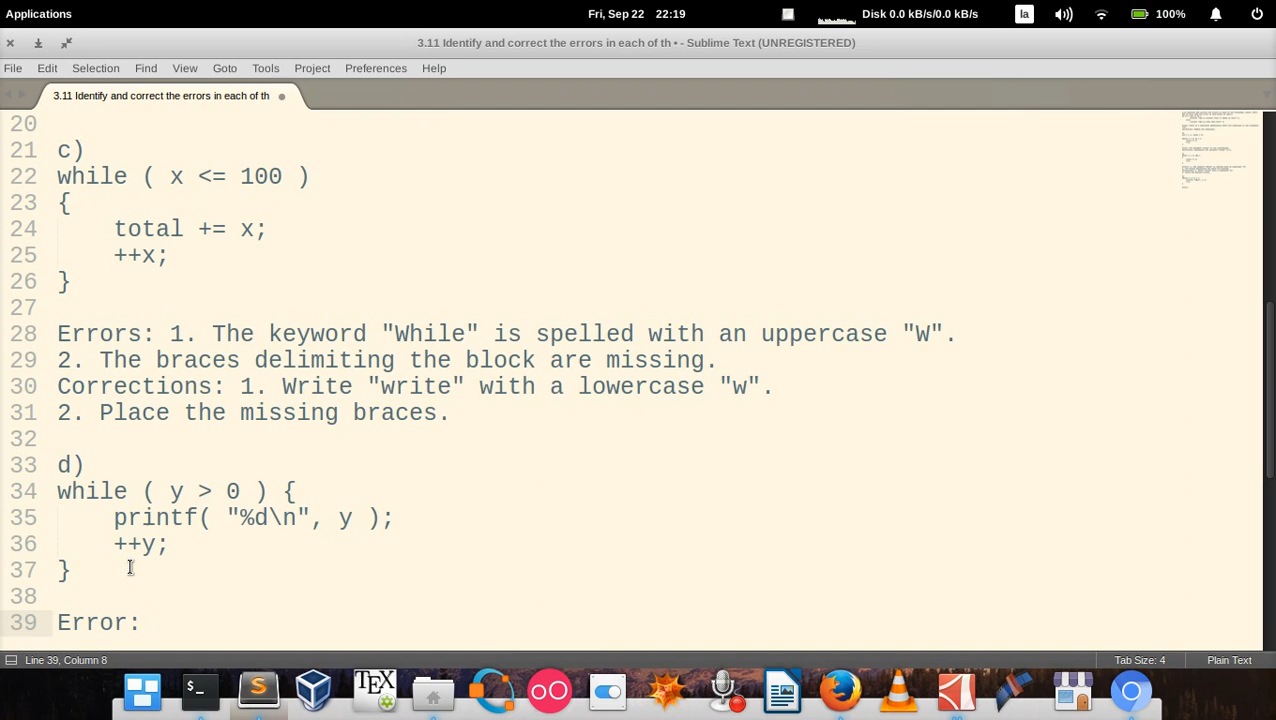 Applications
Fri, Sep 22 22:19
Disk 0.0 kB/s/0.0 kB/s
la
100%
3.11 Identify and correct the errors in each of th • - Sublime Text (UNREGISTERED)
File Edit Selection Find View Goto Tools Project Preferences Help
3.11 Identify and correct the errors in each of th
20
21 c)
22 while ( x <= 100 )
23 {
24 total += x;
25 ++x;
26 }
27
28 Errors: 1. The keyword "While" is spelled with an uppercase "W".
29 2. The braces delimiting the block are missing.
30 Corrections: 1. Write "write" with a lowercase "w".
31 2. Place the missing braces.
32
33 d)
34 while ( y > 0 ) {
35 printf( "%d\n", y );
36 ++y;
37 }
38
39 Error:
Line 39, Column 8
Tab Size: 4
Plain Text
>_
S
TEX